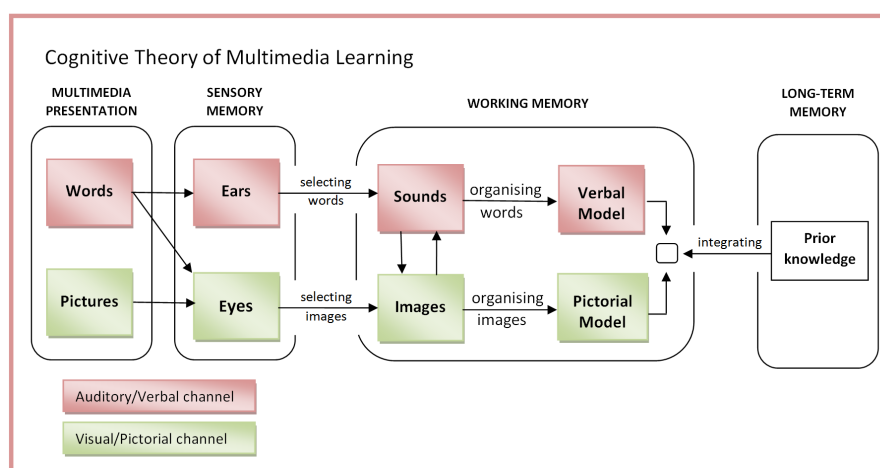 Cognitive Theory of Multimedia Learning
MULTIMEDIA
PRESENTATION
SENSORY
MEMORY
WORKING MEMORY
LONG-TERM
MEMORY
Words
Ears
selecting
words
Sounds
organising
words
Verbal
Model
integrating
Prior
knowledge
Pictures
Eyes
selecting
images
Images
organising
images
Pictorial
Model
Auditory/Verbal channel
Visual/Pictorial channel